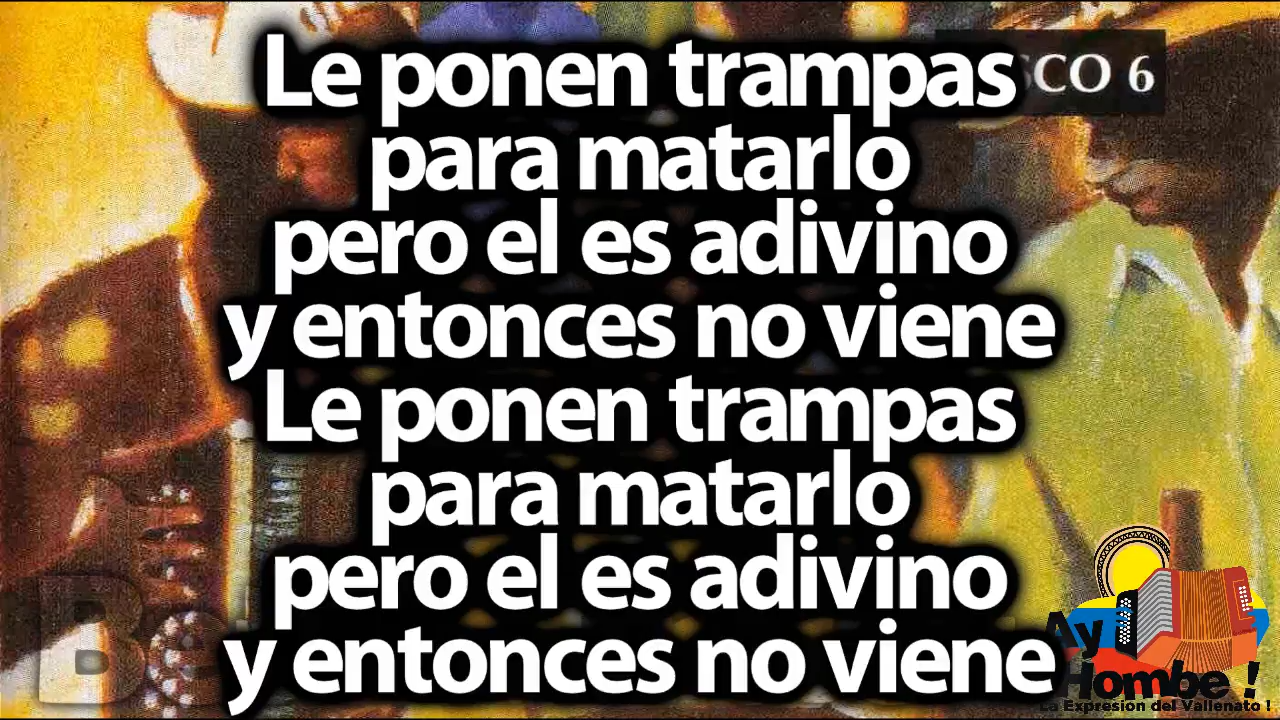 Le ponen trampas
SCO 6
para matarlo
pero el es adivino
y entonces no viene
Le ponen trampas
para matarlo
pero el es adivino
y entonces no viene
Ay
Hombe !
La Expresion del Vallenato !